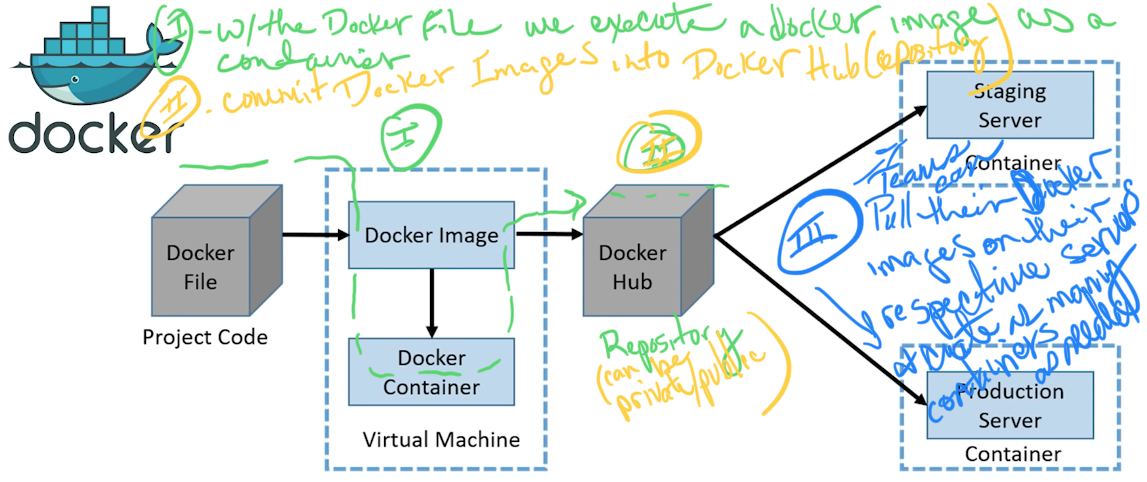 I - w/ the Docker File we execute a docker image as a
container
II. commit Docker Images into Docker Hub (repository)
docker
I
II
Staging
Server
Container
Docker
File
Project Code
Docker Image
Docker
Container
Virtual Machine
Docker
Hub
Repository
(can be
private/public)
III
Teams
can
Pull their Docker
images on their
respective servers
& create as many
containers as needed
Production
Server
Container